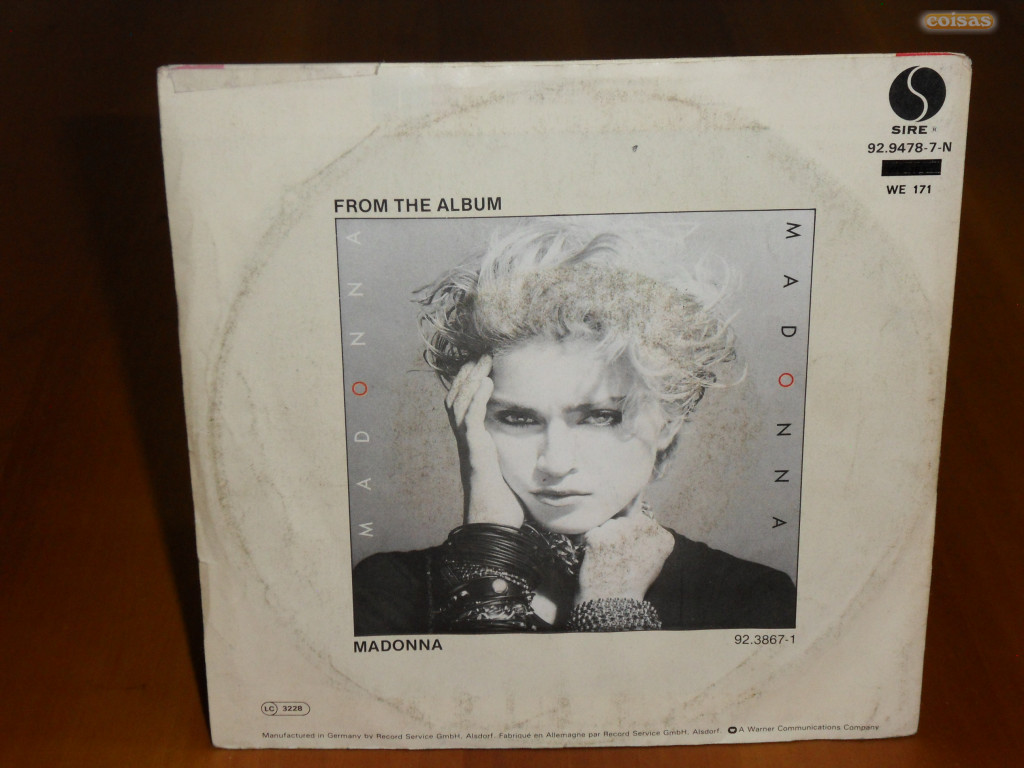 coisas
SIRE
92.9478-7-N
WE 171
FROM THE ALBUM
MADONNA
MADONNA
MADONNA
92.3867-1
LC 3228
Manufactured in Germany by Record Service GmbH, Alsdorf. Fabriqué en Allemagne par Record Service GmbH, Alsdorf. A Warner Communications Company